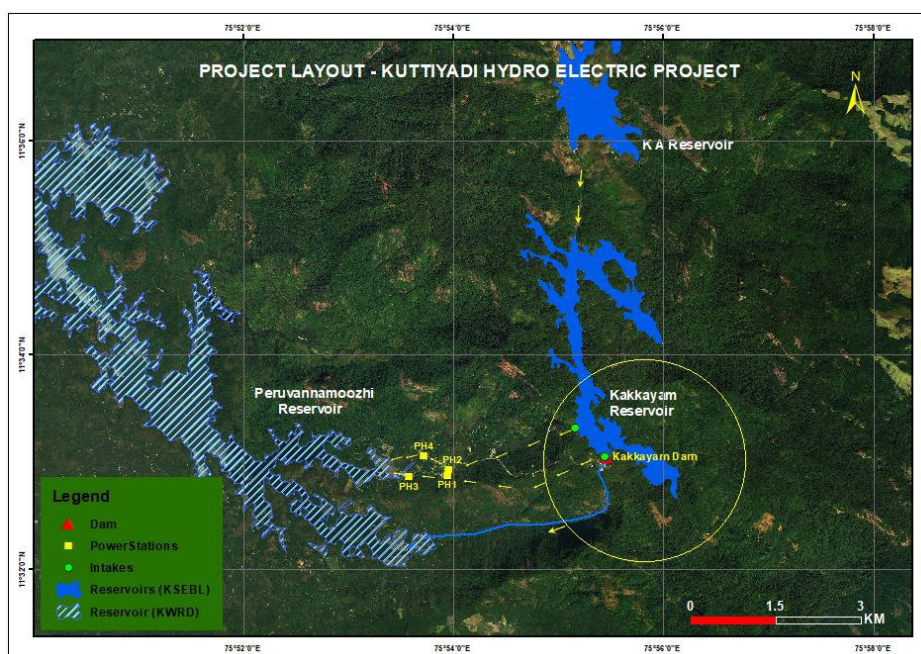 75°52'0"E
75°54'0"E
75°56'0"E
75°58'0"E
PROJECT LAYOUT - KUTTIYADI HYDRO ELECTRIC PROJECT
N
11°36'0"N
K A Reservoir
11°34'0"N
Peruvannamoozhi
Reservoir
Kakkayam
Reservoir
PH4
PH2
Kakkayam Dam
PH3
PH1
Legend
Dam
PowerStations
Intakes
Reservoirs (KSEBL)
Reservoir (KWRD)
11°32'0"N
0
1.5
3
KM
75°52'0"E
75°54'0"E
75°56'0"E
75°58'0"E